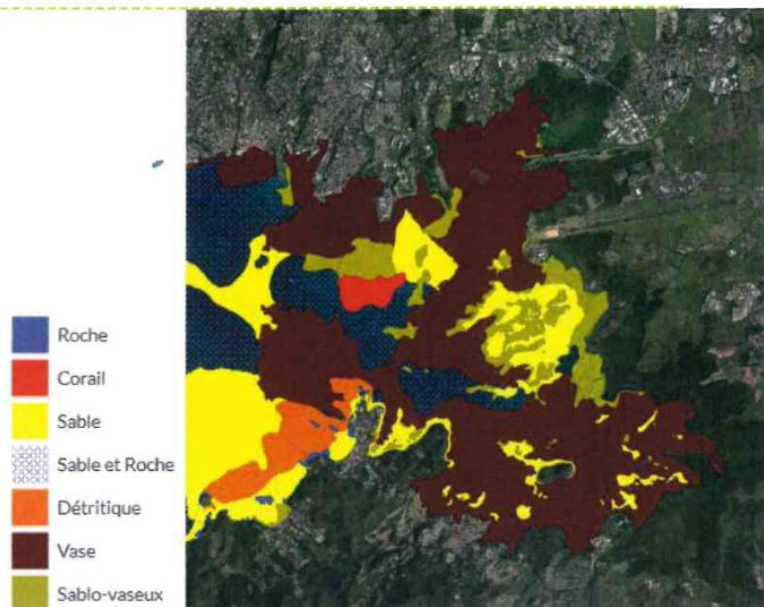 Roche
Corail
Sable
Sable et Roche
Détritique
Vase
Sablo-vaseux